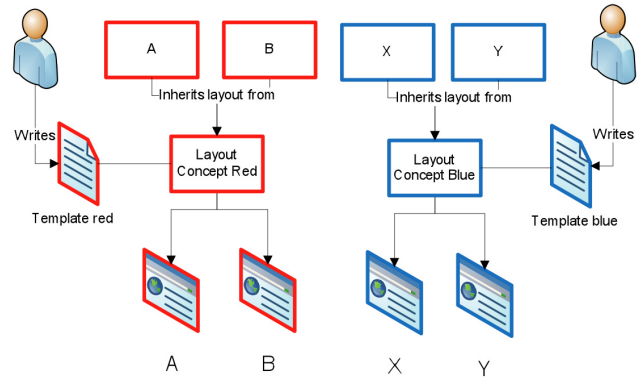 A
B
X
Y
Inherits layout from
Inherits layout from
Writes
Writes
Layout
Concept Red
Layout
Concept Blue
Template red
Template blue
A
B
X
Y